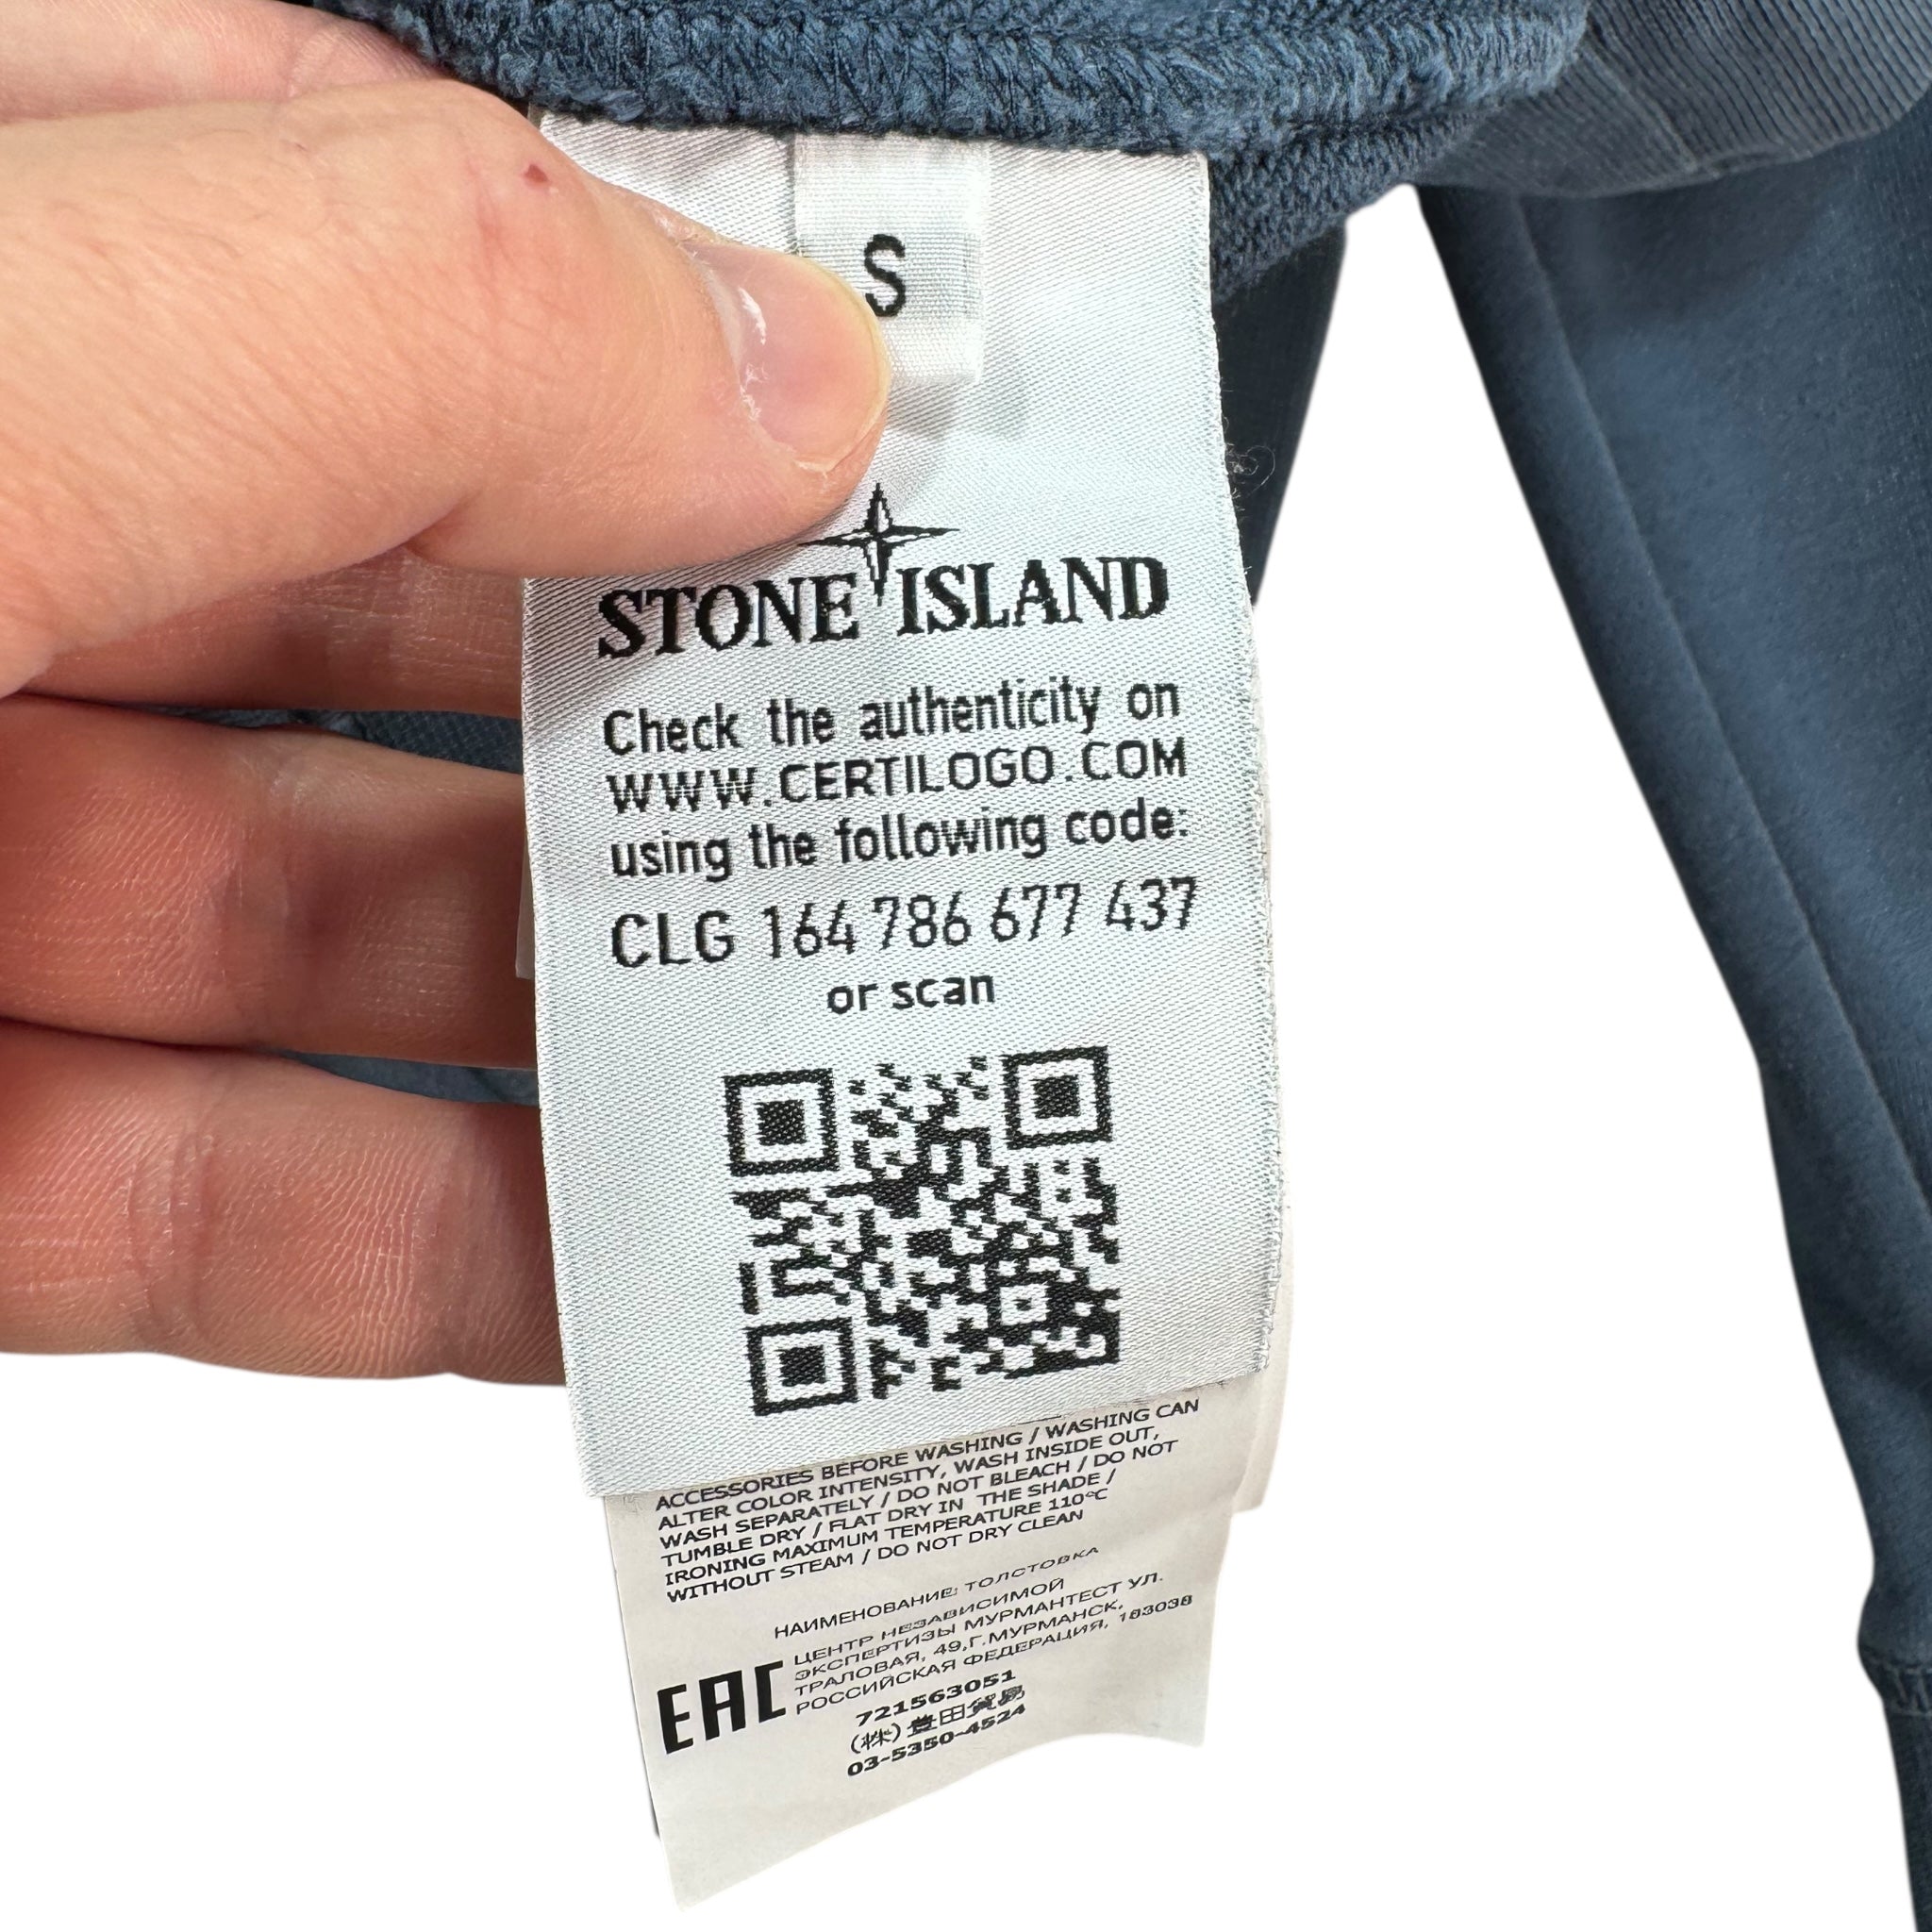 S
STONE ISLAND
Check the authenticity on
WWW.CERTILOGO.COM
using the following code:
CLG 164 786 677 437
or scan
ACCESSORIES BEFORE WASHING / WASHING CAN
ALTER COLOR INTENSITY, WASH INSIDE OUT,
WASH SEPARATELY / DO NOT BLEACH / DO NOT
TUMBLE DRY / FLAT DRY IN THE SHADE /
IRONING MAXIMUM TEMPERATURE 110°C
WITHOUT STEAM / DO NOT DRY CLEAN
НАИМЕНОВАНИЕ: ТОЛСТОВКА
ЦЕНТР НЕЗАВИСИМОЙ
ЭКСПЕРТИЗЫ МУРМАНТЕСТ УЛ.
ТРАЛОВАЯ, 49,Г.МУРМАНСК,
РОССИЙСКАЯ ФЕДЕРАЦИЯ, 183038
EAC
721563051
(株)豊田貿易
03-5350-4524